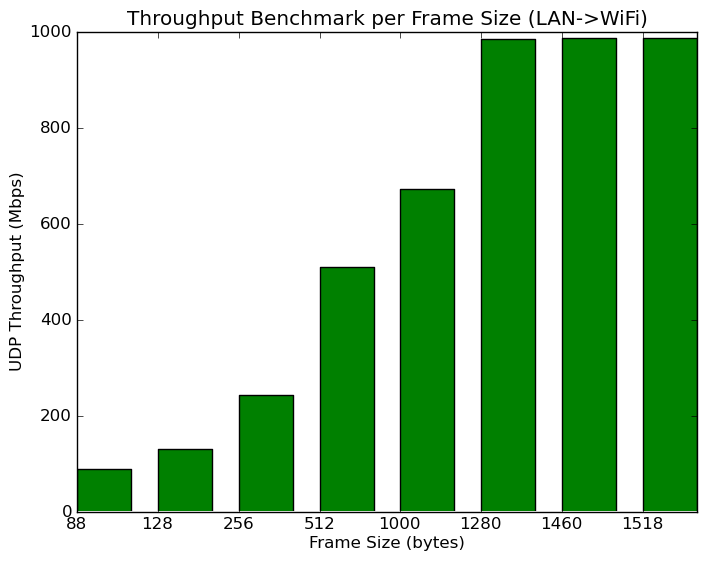 Throughput Benchmark per Frame Size (LAN->WiFi)
1000
800
600
400
200
0
UDP Throughput (Mbps)
88 128 256 512 1000 1280 1460 1518
Frame Size (bytes)